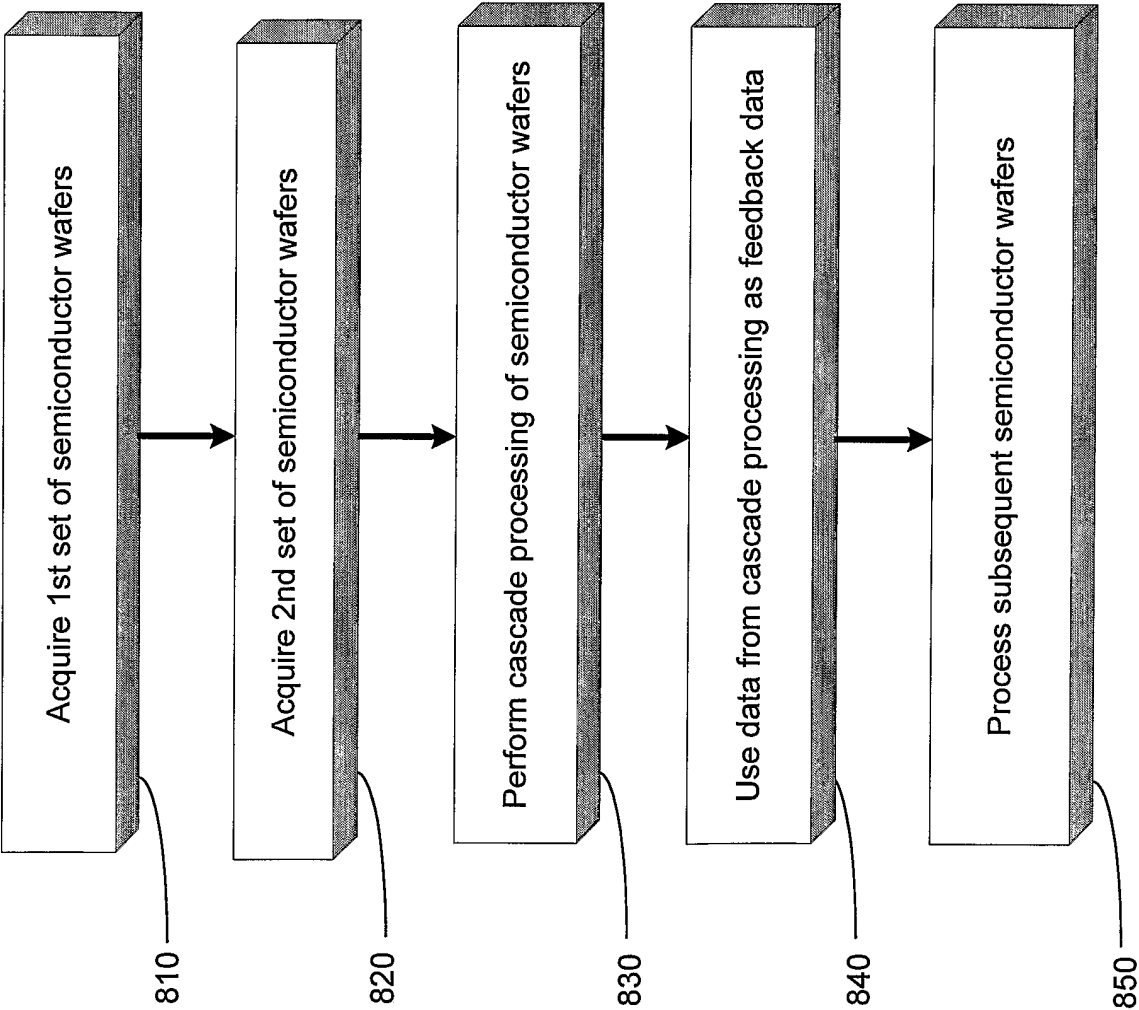 Acquire 1st set of semiconductor wafers
810
Acquire 2nd set of semiconductor wafers
820
Perform cascade processing of semiconductor wafers
830
Use data from cascade processing as feedback data
840
Process subsequent semiconductor wafers
850